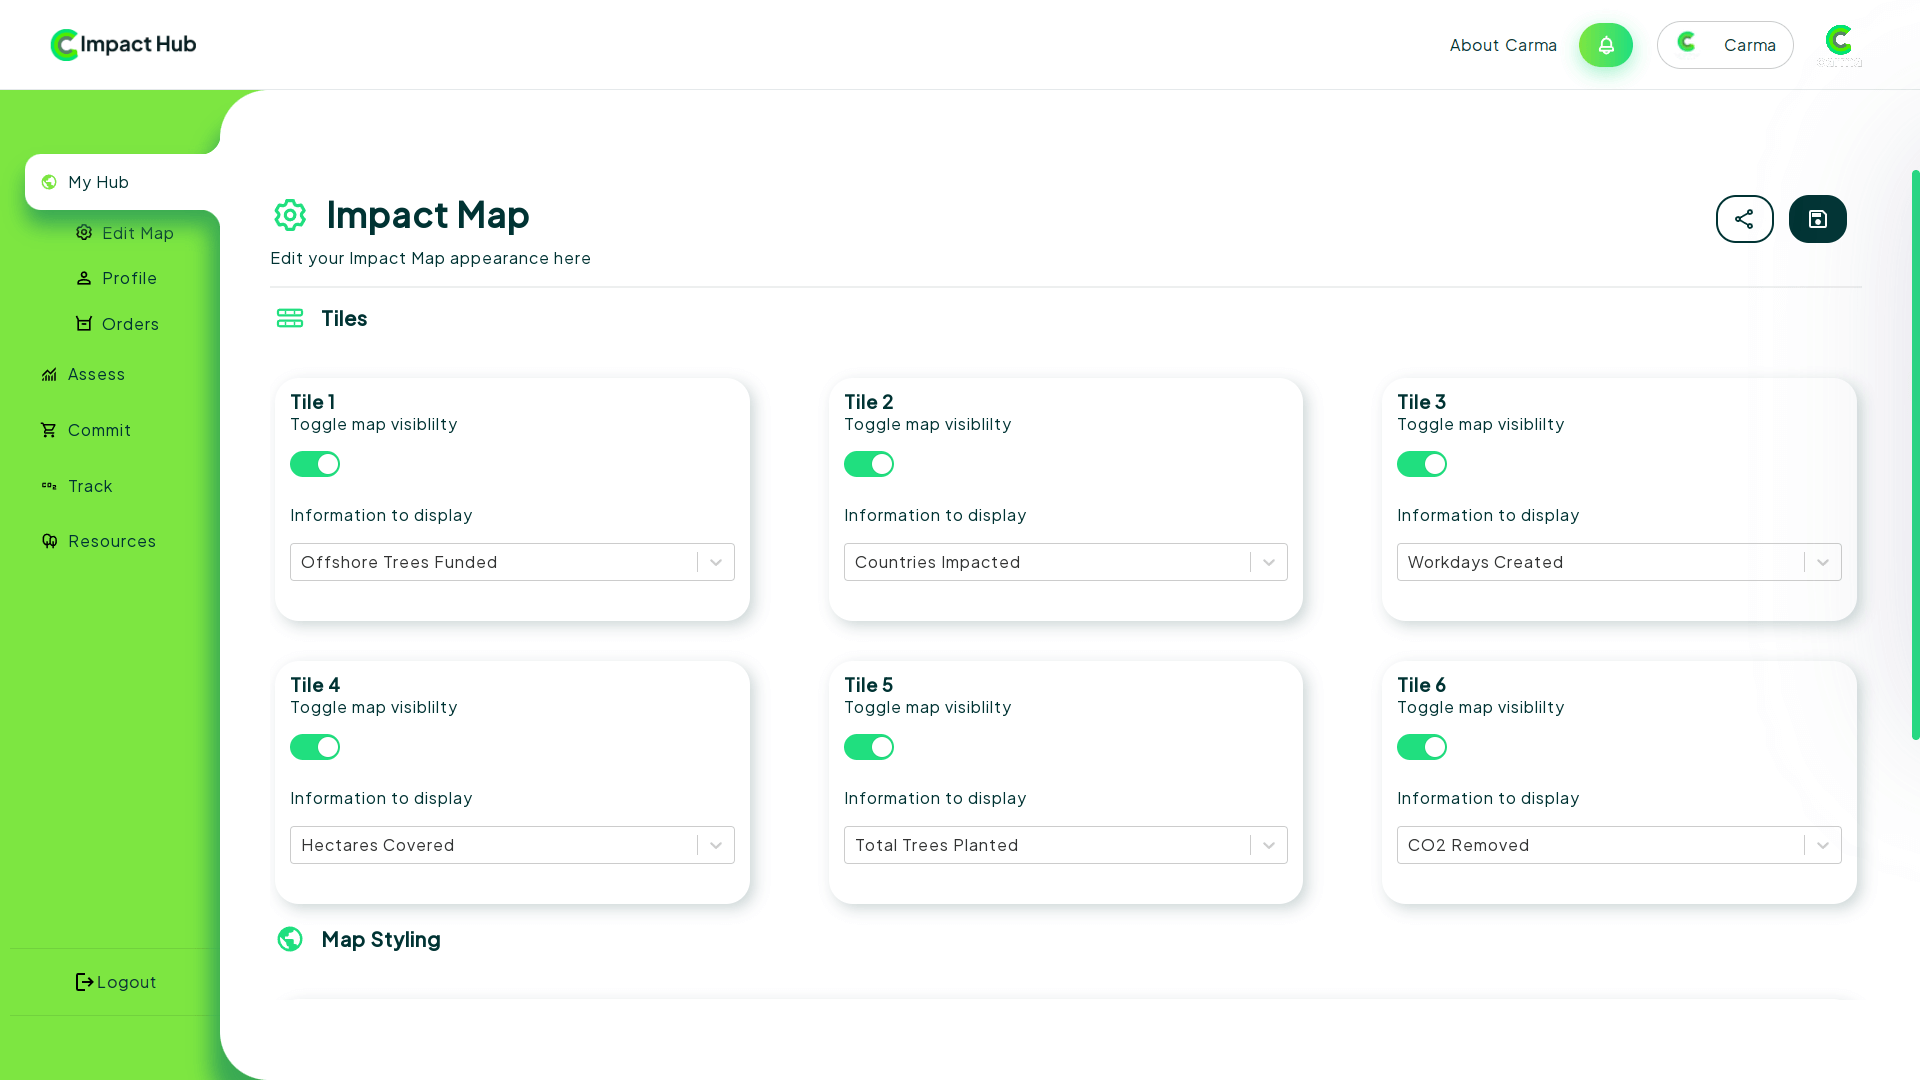 Impact Hub
About Carma
Carma
My Hub
Edit Map
Profile
Orders
Assess
Commit
Track
Resources
Logout
Impact Map
Edit your Impact Map appearance here
Tiles
Tile 1
Toggle map visiblilty
Information to display
Offshore Trees Funded
Tile 2
Toggle map visiblilty
Information to display
Countries Impacted
Tile 3
Toggle map visiblilty
Information to display
Workdays Created
Tile 4
Toggle map visiblilty
Information to display
Hectares Covered
Tile 5
Toggle map visiblilty
Information to display
Total Trees Planted
Tile 6
Toggle map visiblilty
Information to display
CO2 Removed
Map Styling